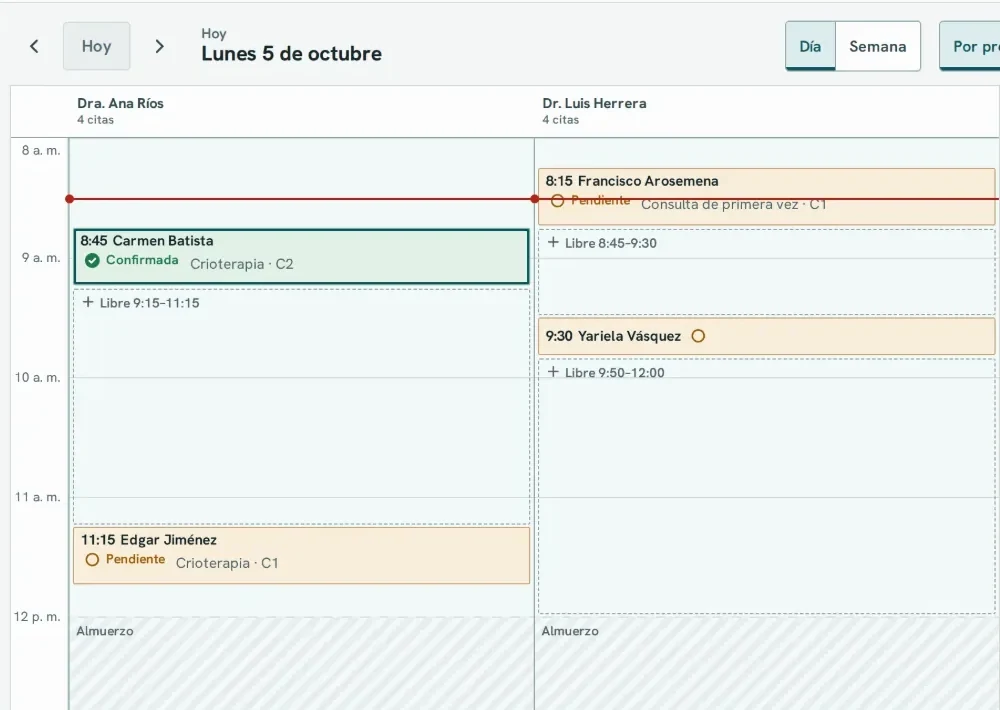 Hoy
Hoy
Lunes 5 de octubre
Día
Semana
Dra. Ana Ríos
4 citas
Dr. Luis Herrera
4 citas
8 a. m.
8:15 Francisco Arosemena
Pendiente Consulta de primera vez · C1
8:45 Carmen Batista
Confirmada Crioterapia · C2
+ Libre 8:45–9:30
9 a. m.
+ Libre 9:15–11:15
9:30 Yariela Vásquez
+ Libre 9:50–12:00
10 a. m.
11 a. m.
11:15 Edgar Jiménez
Pendiente Crioterapia · C1
12 p. m.
Almuerzo
Almuerzo